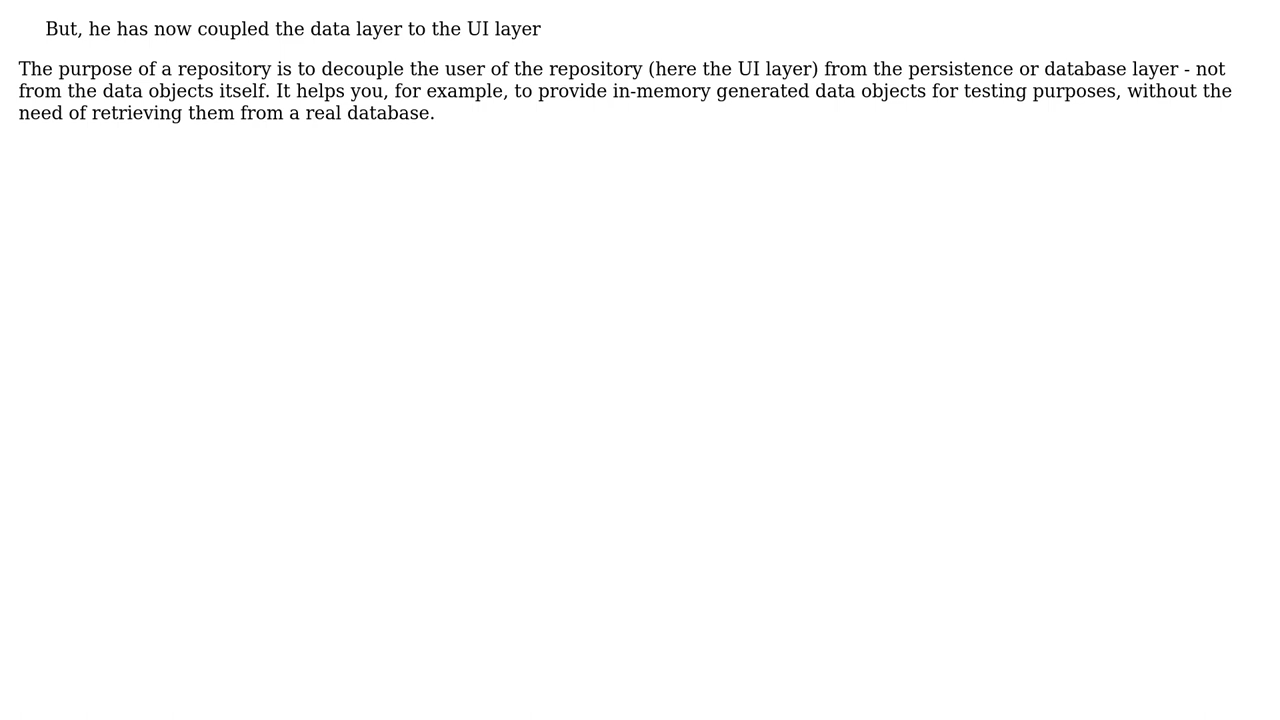 But, he has now coupled the data layer to the UI layer
The purpose of a repository is to decouple the user of the repository (here the UI layer) from the persistence or database layer - not
from the data objects itself. It helps you, for example, to provide in-memory generated data objects for testing purposes, without the
need of retrieving them from a real database.